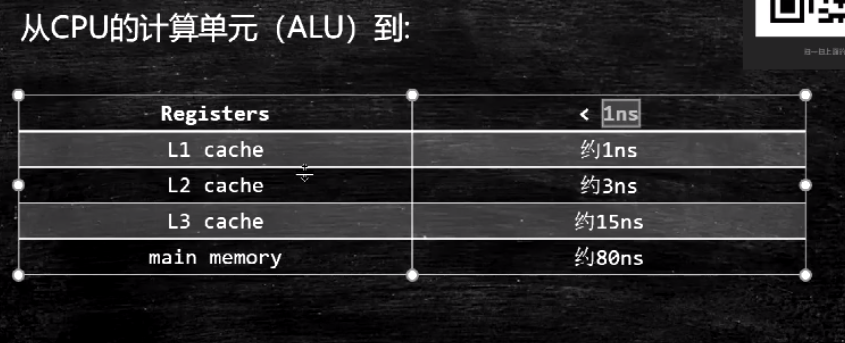 从CPU的计算单元（ALU）到:
Registers < 1ns
L1 cache 约1ns
L2 cache 约3ns
L3 cache 约15ns
main memory 约80ns